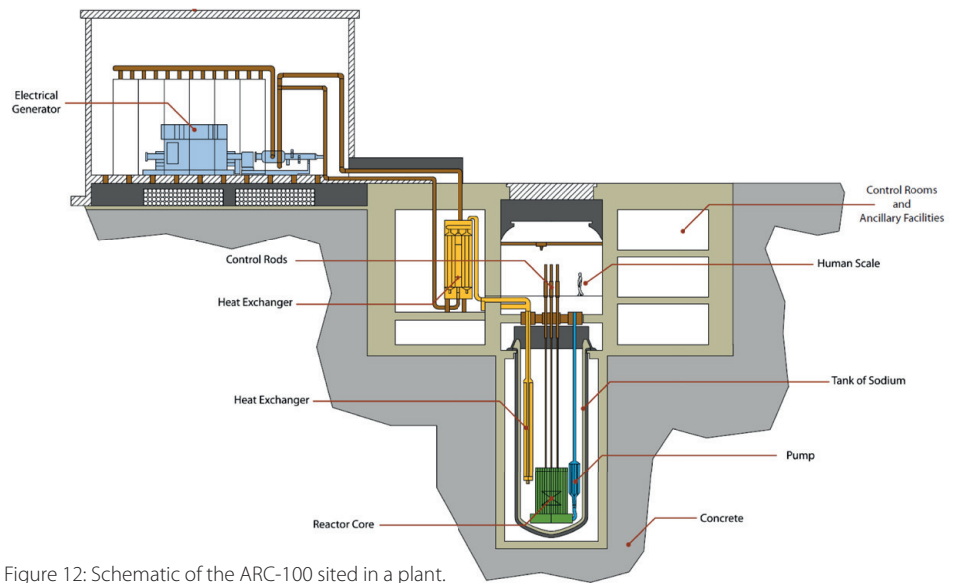 Electrical
Generator
Control Rooms
and
Ancillary Facilities
Control Rods
Human Scale
Heat Exchanger
Tank of Sodium
Heat Exchanger
Pump
Reactor Core
Concrete
Figure 12: Schematic of the ARC-100 sited in a plant.